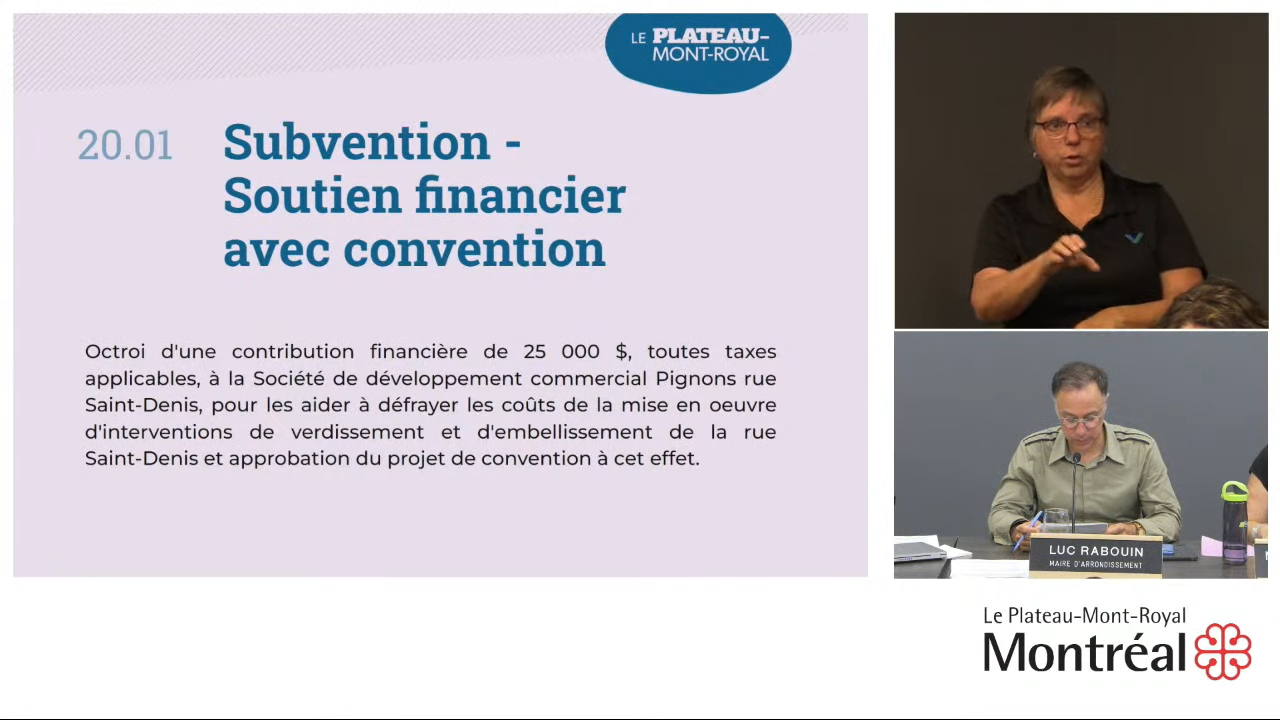 LE PLATEAU-
MONT-ROYAL
20.01 Subvention -
Soutien financier
avec convention
Octroi d'une contribution financière de 25 000 $, toutes taxes
applicables, à la Société de développement commercial Pignons rue
Saint-Denis, pour les aider à défrayer les coûts de la mise en oeuvre
d'interventions de verdissement et d'embellissement de la rue
Saint-Denis et approbation du projet de convention à cet effet.
LUC RABOUIN
MAIRE D'ARRONDISSEMENT
Le Plateau-Mont-Royal
Montréal